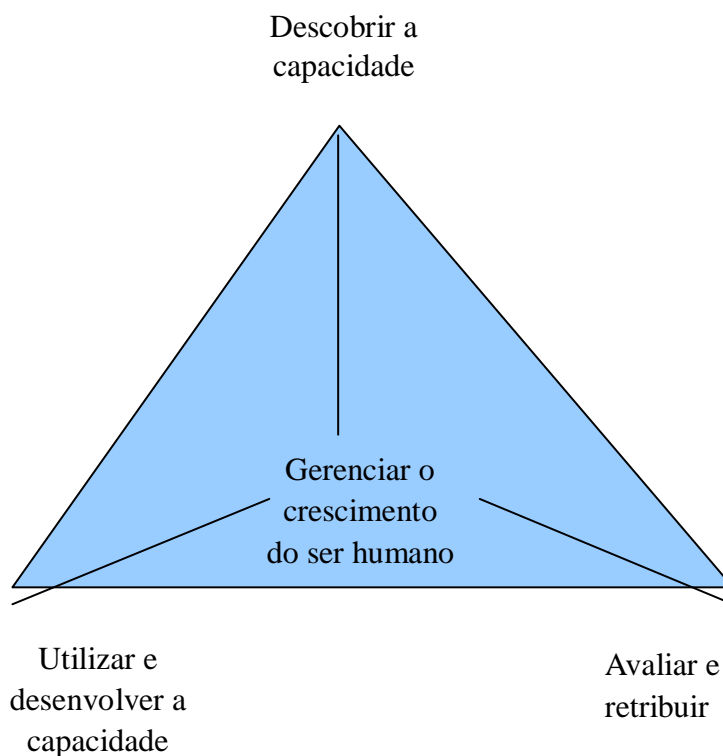 Descobrir a
capacidade
Gerenciar o
crescimento
do ser humano
Utilizar e
desenvolver a
capacidade
Avaliar e
retribuir